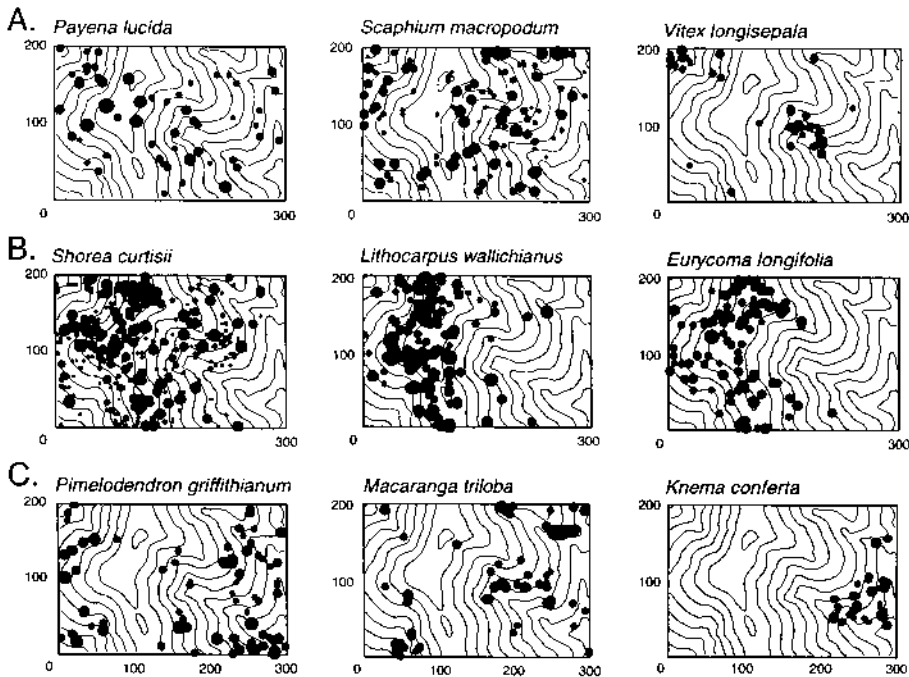 A.
Payena lucida Scaphium macropodum Vitex longisepala
200 200 200
100 100 100
0 300 0 300 0 300
B.
Shorea curtisii Lithocarpus wallichianus Eurycoma longifolia
200 200 200
100 100 100
0 300 0 300 0 300
C.
Pimelodendron griffithianum Macaranga triloba Knema conferta
200 200 200
100 100 100
0 100 200 300 0 100 200 300 0 100 200 300